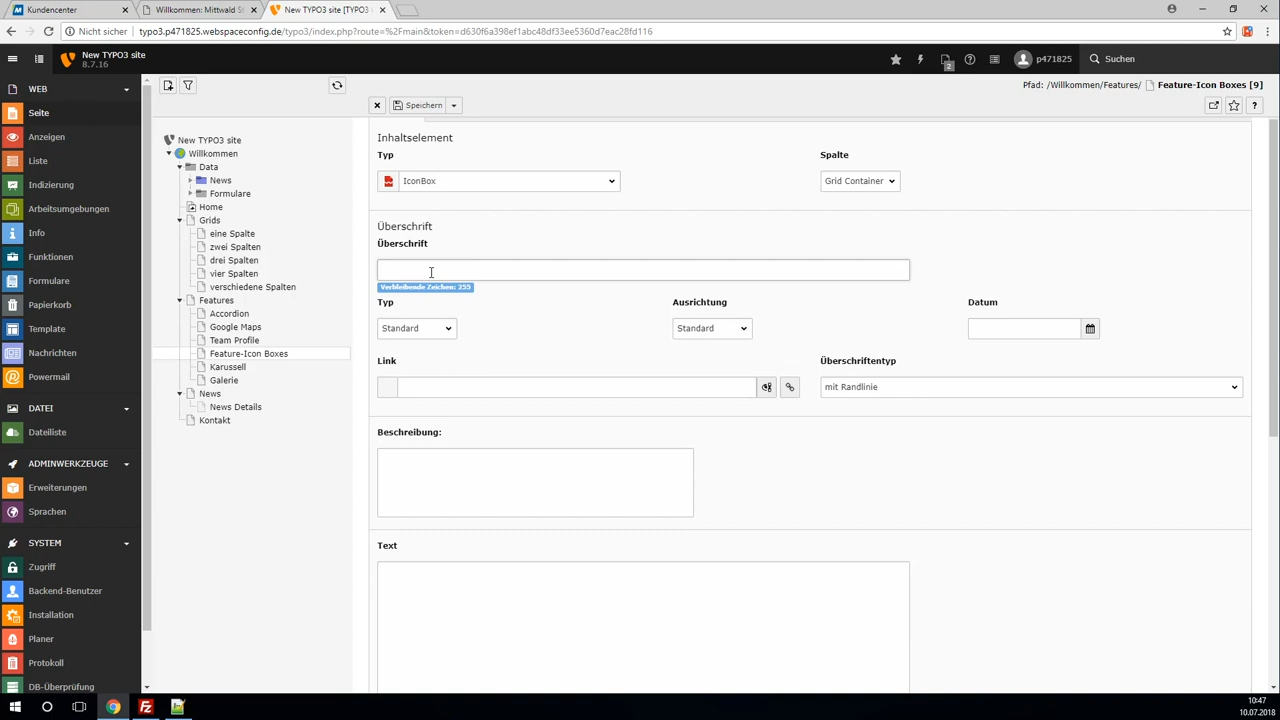 Kundencenter
Willkommen: Mittwald S
New TYPO3 site [TYPO3
Nicht sicher
typo3.p471825.webspaceconfig.de/typo3/index.php?route=%2Fmain&token=d630f6a398ef1abc48df33ee5360d7eac28fd116
New TYPO3 site
8.7.16
2
p471825
Suchen
Pfad: /Willkommen/Features/ Feature-Icon Boxes [9]
Speichern
WEB
Seite
Anzeigen
Liste
Indizierung
Arbeitsumgebungen
Info
Funktionen
Formulare
Papierkorb
Template
Nachrichten
Powermail
DATEI
Dateiliste
ADMINWERKZEUGE
Erweiterungen
Sprachen
SYSTEM
Zugriff
Backend-Benutzer
Installation
Planer
Protokoll
DB-Überprüfung
New TYPO3 site
Willkommen
Data
News
Formulare
Home
Grids
eine Spalte
zwei Spalten
drei Spalten
vier Spalten
verschiedene Spalten
Features
Accordion
Google Maps
Team Profile
Feature-Icon Boxes
Karussell
Galerie
News
News Details
Kontakt
Inhaltselement
Typ Spalte
IconBox Grid Container
Überschrift
Überschrift
Verbleibende Zeichen: 255
Typ Ausrichtung Datum
Standard Standard
Link Überschriftentyp
mit Randlinie
Beschreibung:
Text
10:47
10.07.2018